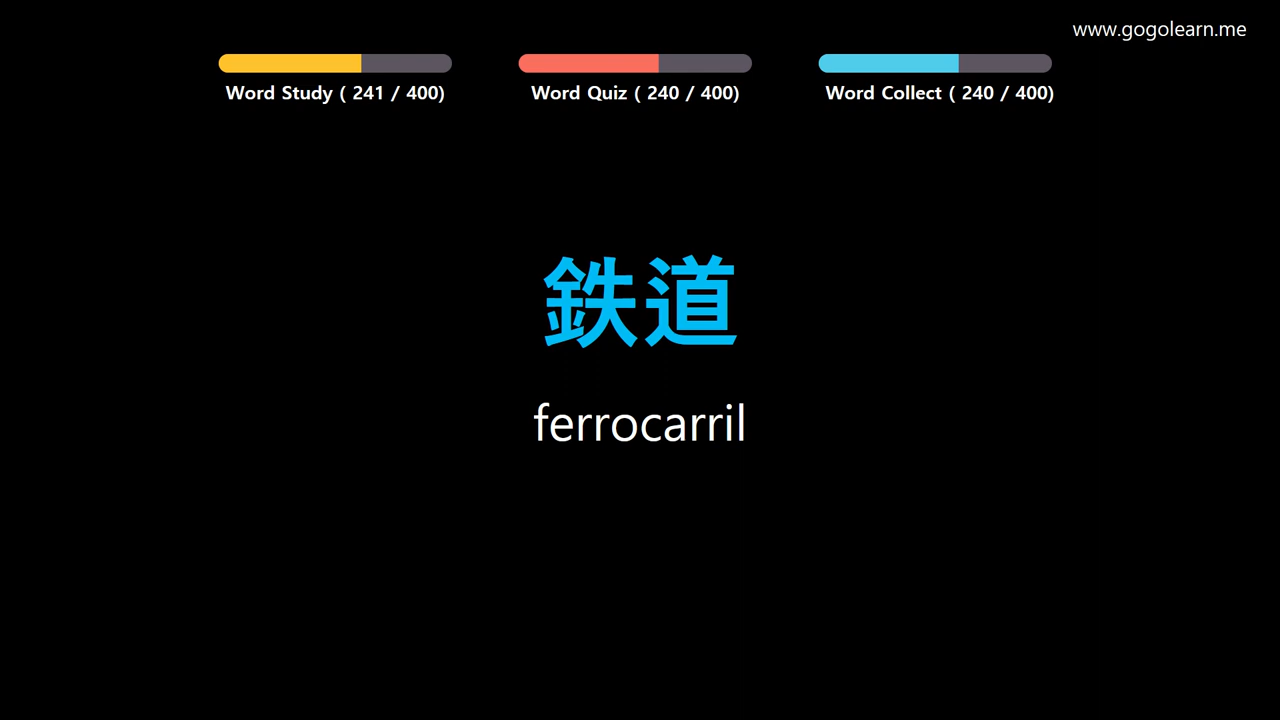 www.gogolearn.me
Word Study ( 241 / 400)
Word Quiz ( 240 / 400)
Word Collect ( 240 / 400)
鉄道
ferrocarril